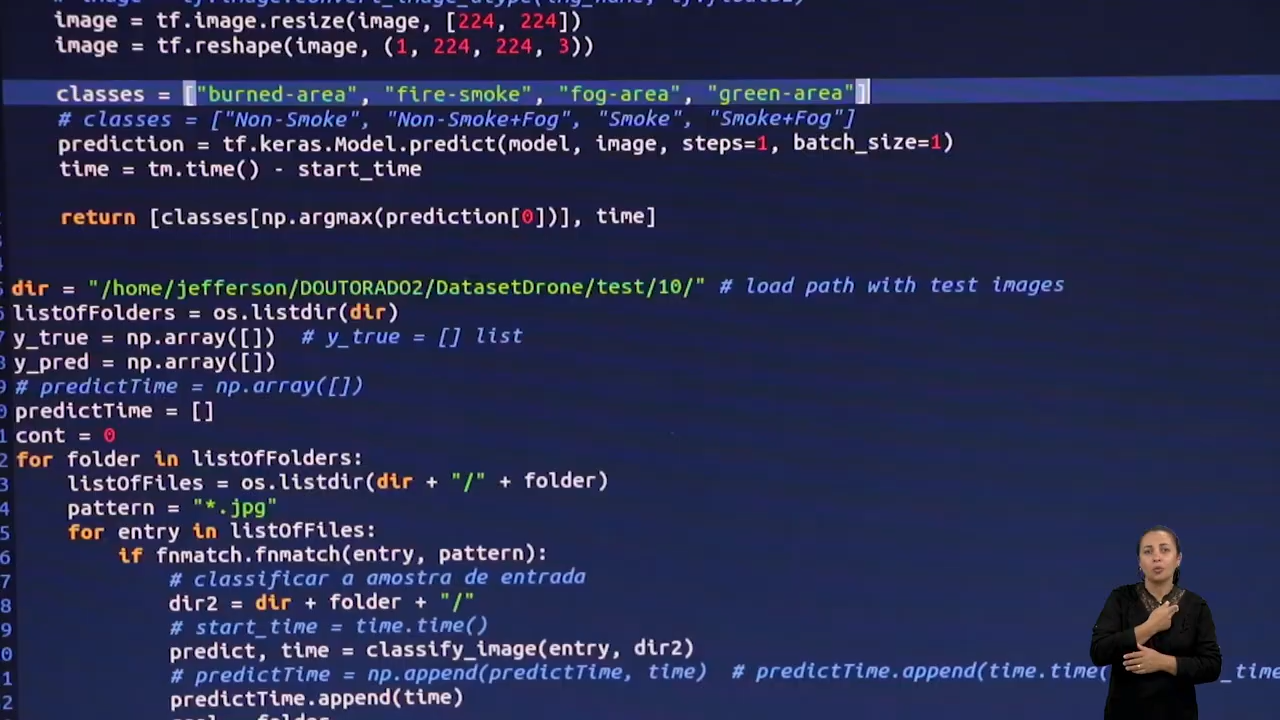 image = tf.image.resize(image, [224, 224])
image = tf.reshape(image, (1, 224, 224, 3))
classes = ["burned-area", "fire-smoke", "fog-area", "green-area"]
# classes = ["Non-Smoke", "Non-Smoke+Fog", "Smoke", "Smoke+Fog"]
prediction = tf.keras.Model.predict(model, image, steps=1, batch_size=1)
time = tm.time() - start_time
return [classes[np.argmax(prediction[0])], time]
dir = "/home/jefferson/DOUTORADO2/DatasetDrone/test/10/" # load path with test images
listOfFolders = os.listdir(dir)
y_true = np.array([])  # y_true = [] list
y_pred = np.array([])
# predictTime = np.array([])
predictTime = []
cont = 0
for folder in listOfFolders:
listOfFiles = os.listdir(dir + "/" + folder)
pattern = "*.jpg"
for entry in listOfFiles:
if fnmatch.fnmatch(entry, pattern):
# classificar a amostra de entrada
dir2 = dir + folder + "/"
# start_time = time.time()
predict, time = classify_image(entry, dir2)
# predictTime = np.append(predictTime, time)  # predictTime.append(time.time(
predictTime.append(time)